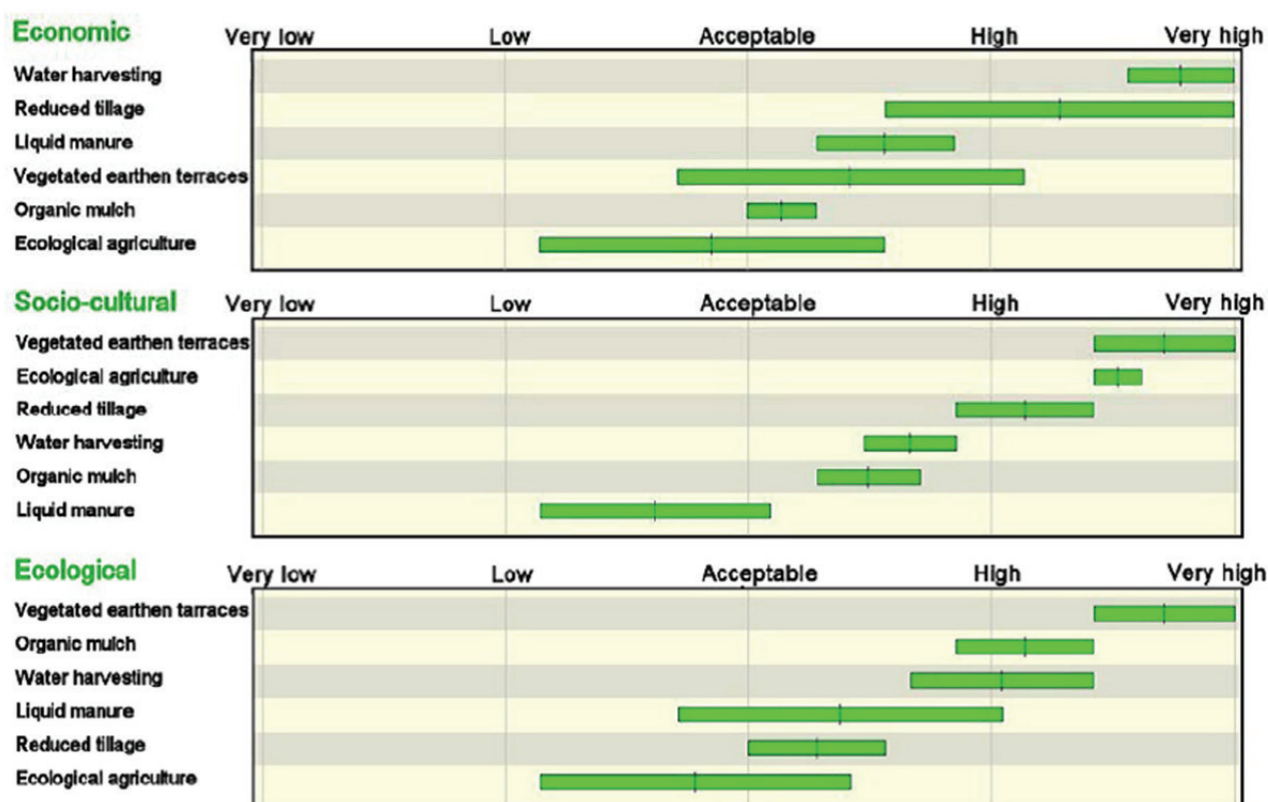 Economic
Very low Low Acceptable High Very high
Water harvesting
Reduced tillage
Liquid manure
Vegetated earthen terraces
Organic mulch
Ecological agriculture
Socio-cultural
Very low Low Acceptable High Very high
Vegetated earthen terraces
Ecological agriculture
Reduced tillage
Water harvesting
Organic mulch
Liquid manure
Ecological
Very low Low Acceptable High Very high
Vegetated earthen tarraces
Organic mulch
Water harvesting
Liquid manure
Reduced tillage
Ecological agriculture